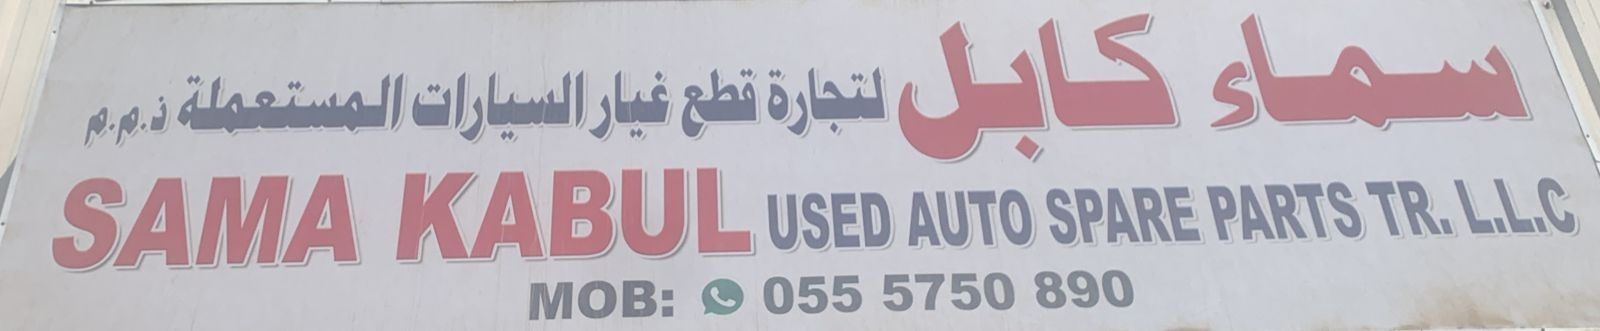 سماء كابل لتجارة قطع غيار السيارات المستعملة ذ.م.م
SAMA KABUL USED AUTO SPARE PARTS TR. L.L.C
MOB: 055 5750 890